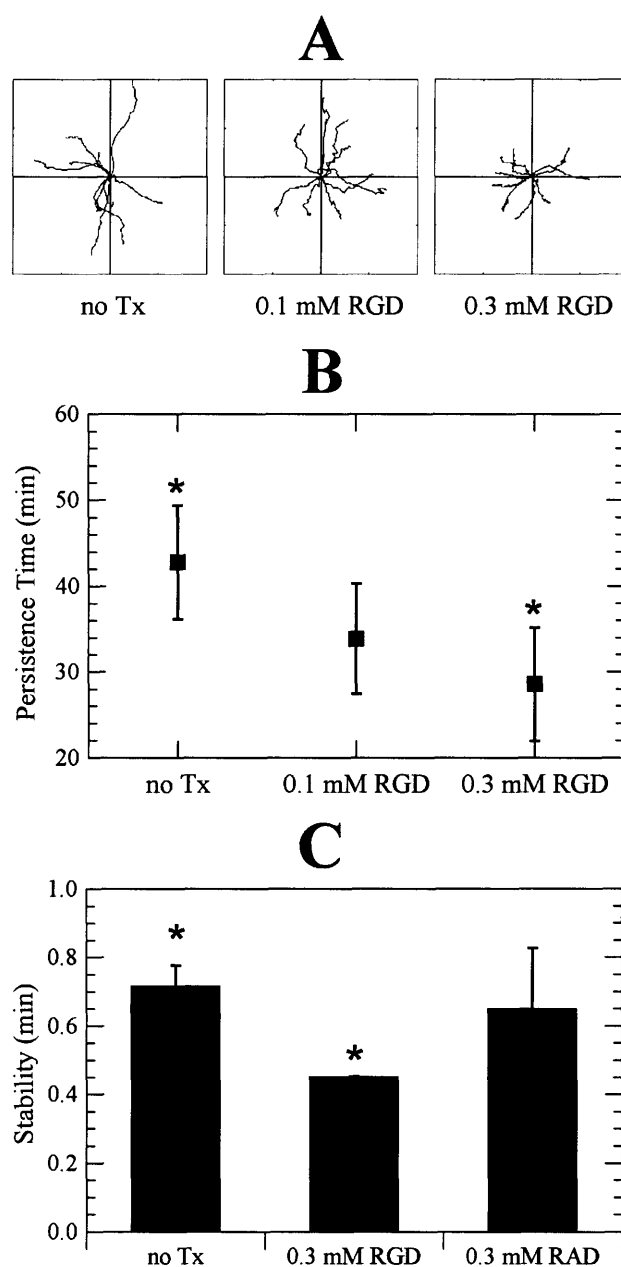 A
no Tx 0.1 mM RGD 0.3 mM RGD
B
Persistence Time (min)
60
50
40
30
20
*
*
no Tx 0.1 mM RGD 0.3 mM RGD
C
Stability (min)
1.0
0.8
0.6
0.4
0.2
0.0
*
*
no Tx 0.3 mM RGD 0.3 mM RAD